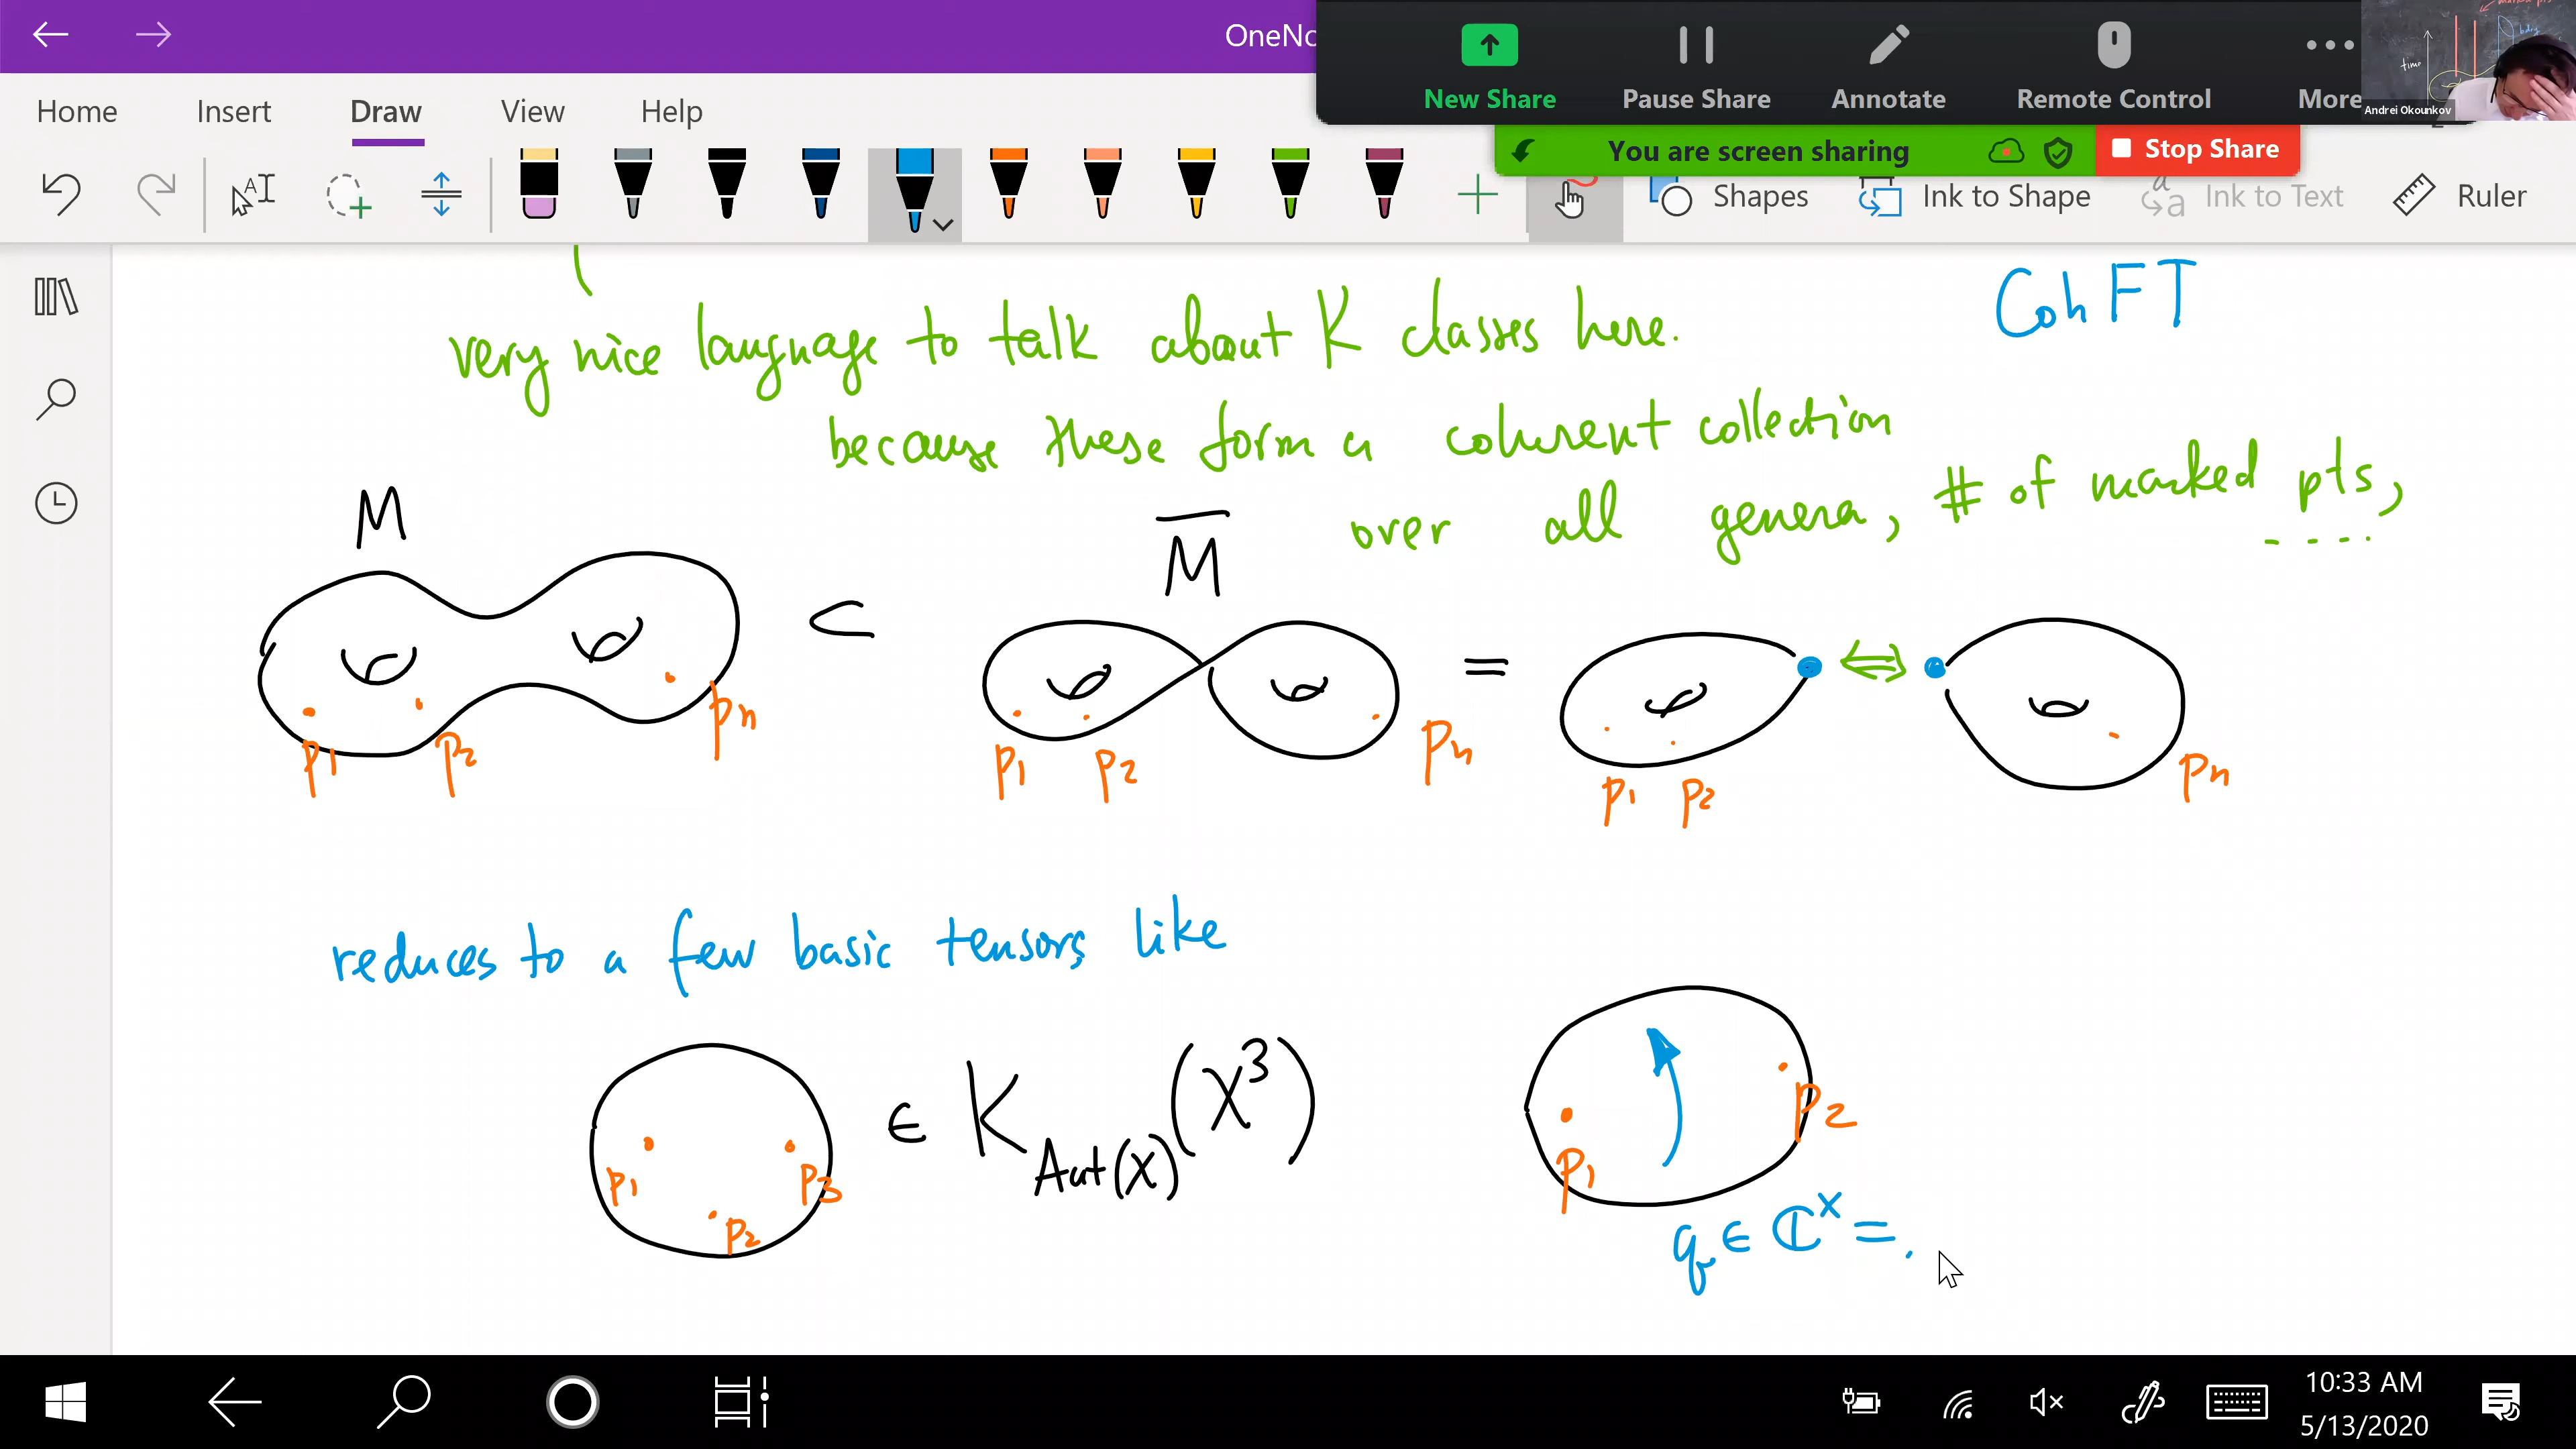 OneNo
New Share
Pause Share
Annotate
Remote Control
More
Andrei Okounkov
time
You are screen sharing
Stop Share
Home
Insert
Draw
View
Help
Shapes
Ink to Shape
Ink to Text
Ruler
CohFT
very nice language to talk about K classes here.
because these form a coherent collection
over all genera, # of marked pts, ....
M
M̅
⊂
=
⇔
p1 p2 pn
p1 p2 pn
p1 p2 pn
reduces to a few basic tensors like
p1 p2 p3
∈ K_Aut(X) (X³)
p1 p2
q ∈ ℂ^× = .
10:33 AM
5/13/2020